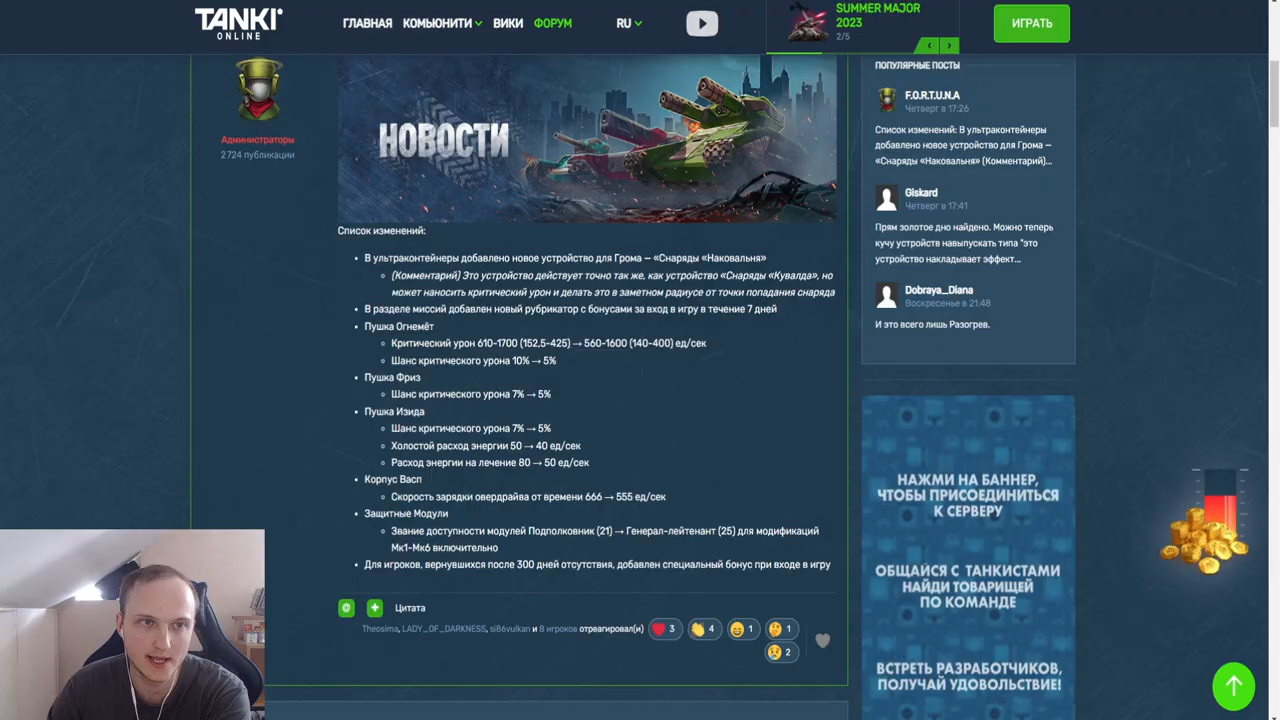 TANKI
ONLINE
ГЛАВНАЯ
КОМЬЮНИТИ
ВИКИ
ФОРУМ
RU
SUMMER MAJOR
2023
2/5
ИГРАТЬ
Администраторы
2 724 публикации
НОВОСТИ
Список изменений:
В ультраконтейнеры добавлено новое устройство для Грома — «Снаряды «Наковальня»
(Комментарий) Это устройство действует точно так же, как устройство «Снаряды «Кувалда», но
может наносить критический урон и делать это в заметном радиусе от точки попадания снаряда
В разделе миссий добавлен новый рубрикатор с бонусами за вход в игру в течение 7 дней
Пушка Огнемёт
Критический урон 610-1700 (152,5-425) → 560-1600 (140-400) ед/сек
Шанс критического урона 10% → 5%
Пушка Фриз
Шанс критического урона 7% → 5%
Пушка Изида
Шанс критического урона 7% → 5%
Холостой расход энергии 50 → 40 ед/сек
Расход энергии на лечение 80 → 50 ед/сек
Корпус Васп
Скорость зарядки овердрайва от времени 666 → 555 ед/сек
Защитные Модули
Звание доступности модулей Подполковник (21) → Генерал-лейтенант (25) для модификаций
Мк1-Мк6 включительно
Для игроков, вернувшихся после 300 дней отсутствия, добавлен специальный бонус при входе в игру
Цитата
Theosima, LADY_OF_DARKNESS, si86vulkan и 8 игроков отреагировал(и)
3
4
1
1
2
ПОПУЛЯРНЫЕ ПОСТЫ
F.O.R.T.U.N.A
Четверг в 17:26
Список изменений: В ультраконтейнеры
добавлено новое устройство для Грома —
«Снаряды «Наковальня» (Комментарий)...
Giskard
Четверг в 17:41
Прям золотое дно найдено. Можно теперь
кучу устройств навыпускать типа "это
устройство накладывает эффект...
Dobraya_Diana
Воскресенье в 21:48
И это всего лишь Разогрев.
НАЖМИ НА БАННЕР,
ЧТОБЫ ПРИСОЕДИНИТЬСЯ
К СЕРВЕРУ
ОБЩАЙСЯ С ТАНКИСТАМИ
НАЙДИ ТОВАРИЩЕЙ
ПО КОМАНДЕ
ВСТРЕТЬ РАЗРАБОТЧИКОВ,
ПОЛУЧАЙ УДОВОЛЬСТВИЕ!